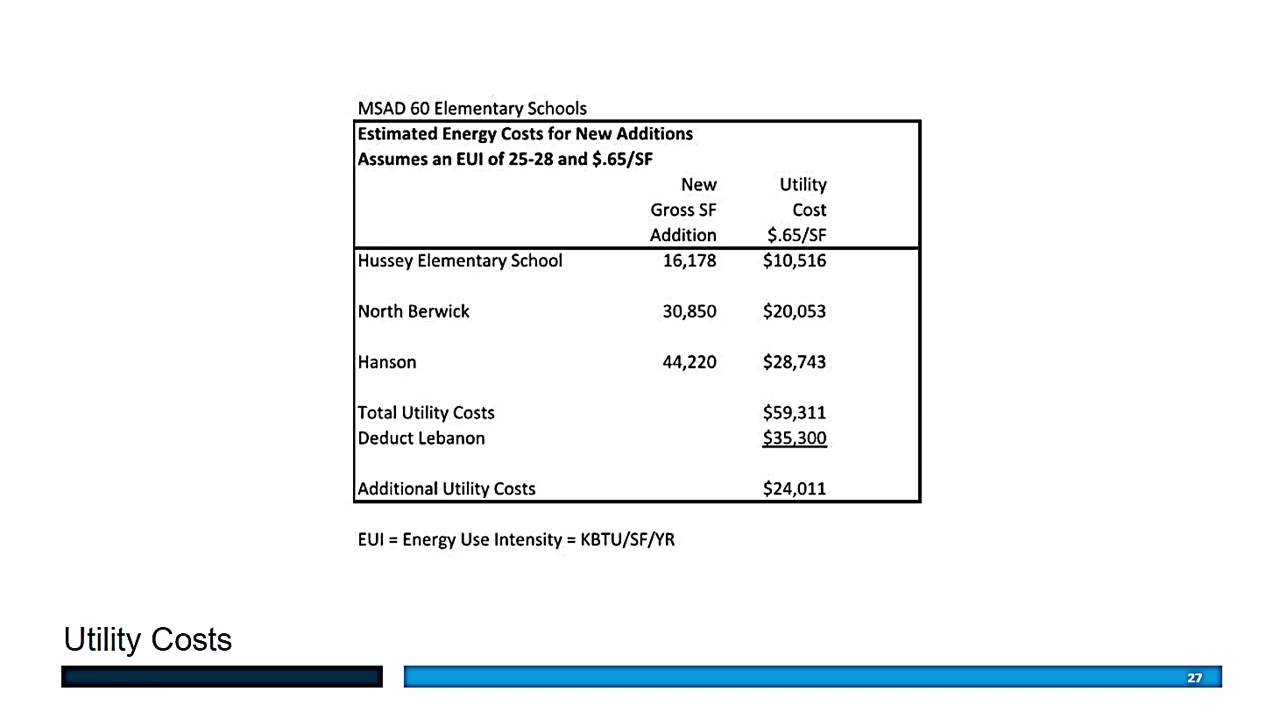 MSAD 60 Elementary Schools
Estimated Energy Costs for New Additions
Assumes an EUI of 25-28 and $.65/SF
New Utility
Gross SF Cost
Addition $.65/SF
Hussey Elementary School 16,178 $10,516
North Berwick 30,850 $20,053
Hanson 44,220 $28,743
Total Utility Costs $59,311
Deduct Lebanon $35,300
Additional Utility Costs $24,011
EUI = Energy Use Intensity = KBTU/SF/YR
Utility Costs
27